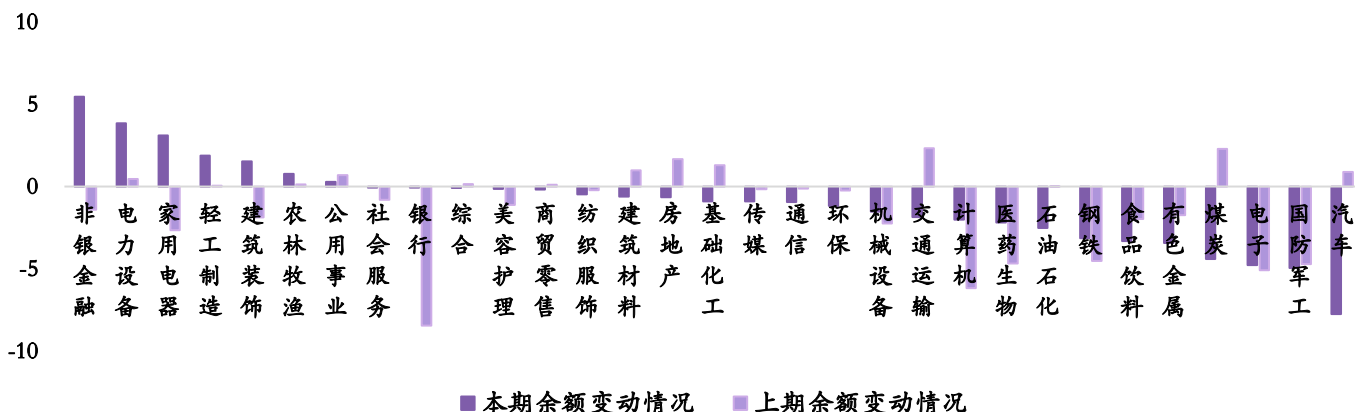 10
5
0
-5
-10
非银金融
电力设备
家用电器
轻工制造
建筑装饰
农林牧渔
公用事业
社会服务
银行
综合
美容护理
商贸零售
纺织服饰
建筑材料
房地产
基础化工
传媒
通信
环保
机械设备
交通运输
计算机
医药生物
石油石化
钢铁
食品饮料
有色金属
煤炭
电子
国防军工
汽车
本期余额变动情况
上期余额变动情况